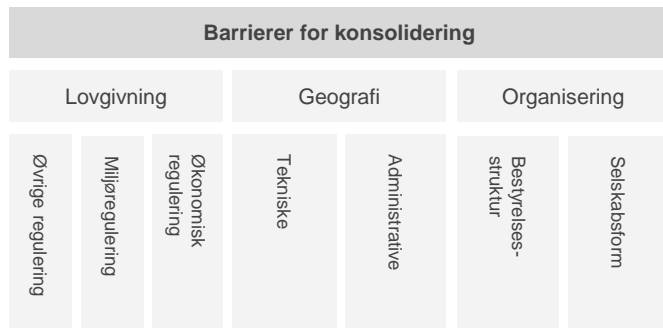 Barrierer for konsolidering
Lovgivning
Geografi
Organisering
Øvrige regulering
Miljøregulering
Økonomisk
regulering
Tekniske
Administrative
Bestyrelses-
struktur
Selskabsform